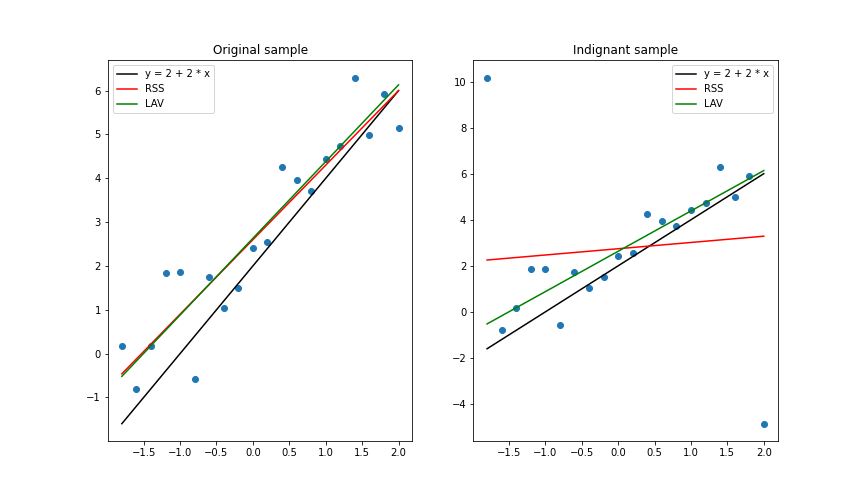 Original sample
y = 2 + 2 * x
RSS
LAV
6
5
4
3
2
1
0
−1
−1.5 −1.0 −0.5 0.0 0.5 1.0 1.5 2.0
Indignant sample
y = 2 + 2 * x
RSS
LAV
10
8
6
4
2
0
−2
−4
−1.5 −1.0 −0.5 0.0 0.5 1.0 1.5 2.0